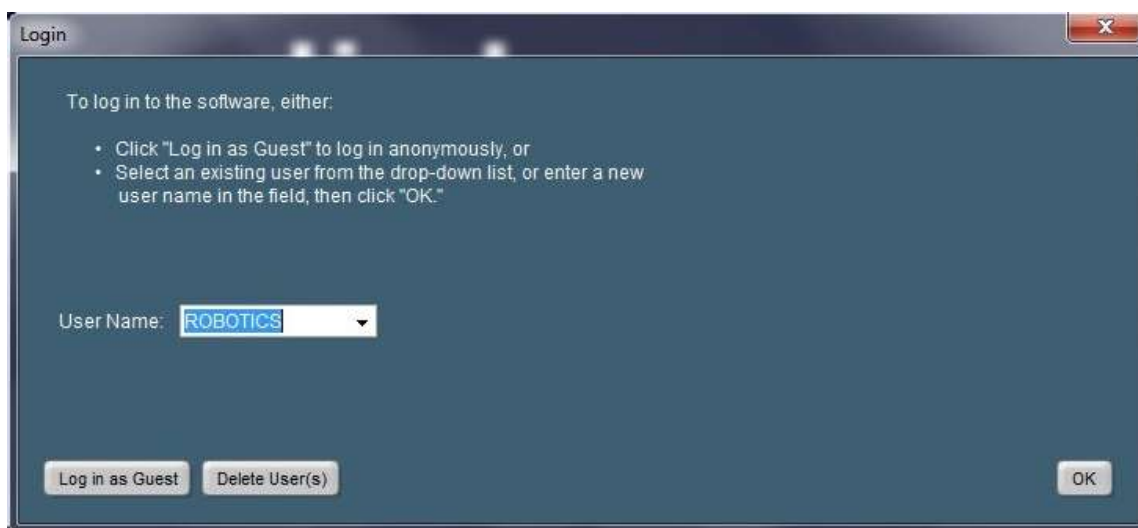 Login
To log in to the software, either:
• Click "Log in as Guest" to log in anonymously, or
• Select an existing user from the drop-down list, or enter a new
user name in the field, then click "OK."
User Name: ROBOTICS
Log in as Guest Delete User(s) OK